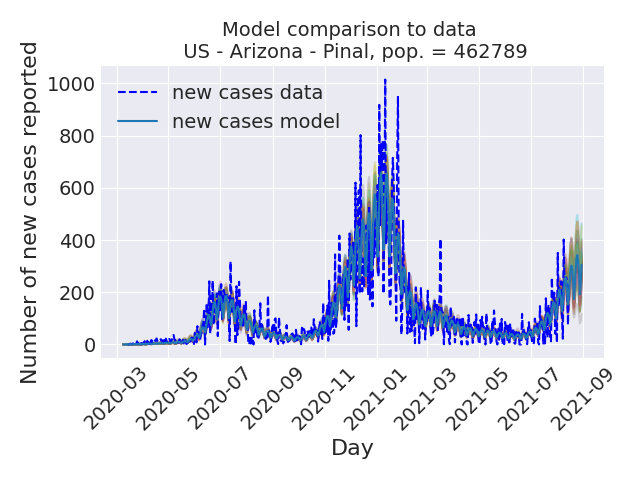 Model comparison to data
US - Arizona - Pinal, pop. = 462789
Number of new cases reported
1000
800
600
400
200
0
new cases data
new cases model
2020-03
2020-05
2020-07
2020-09
2020-11
2021-01
2021-03
2021-05
2021-07
2021-09
Day